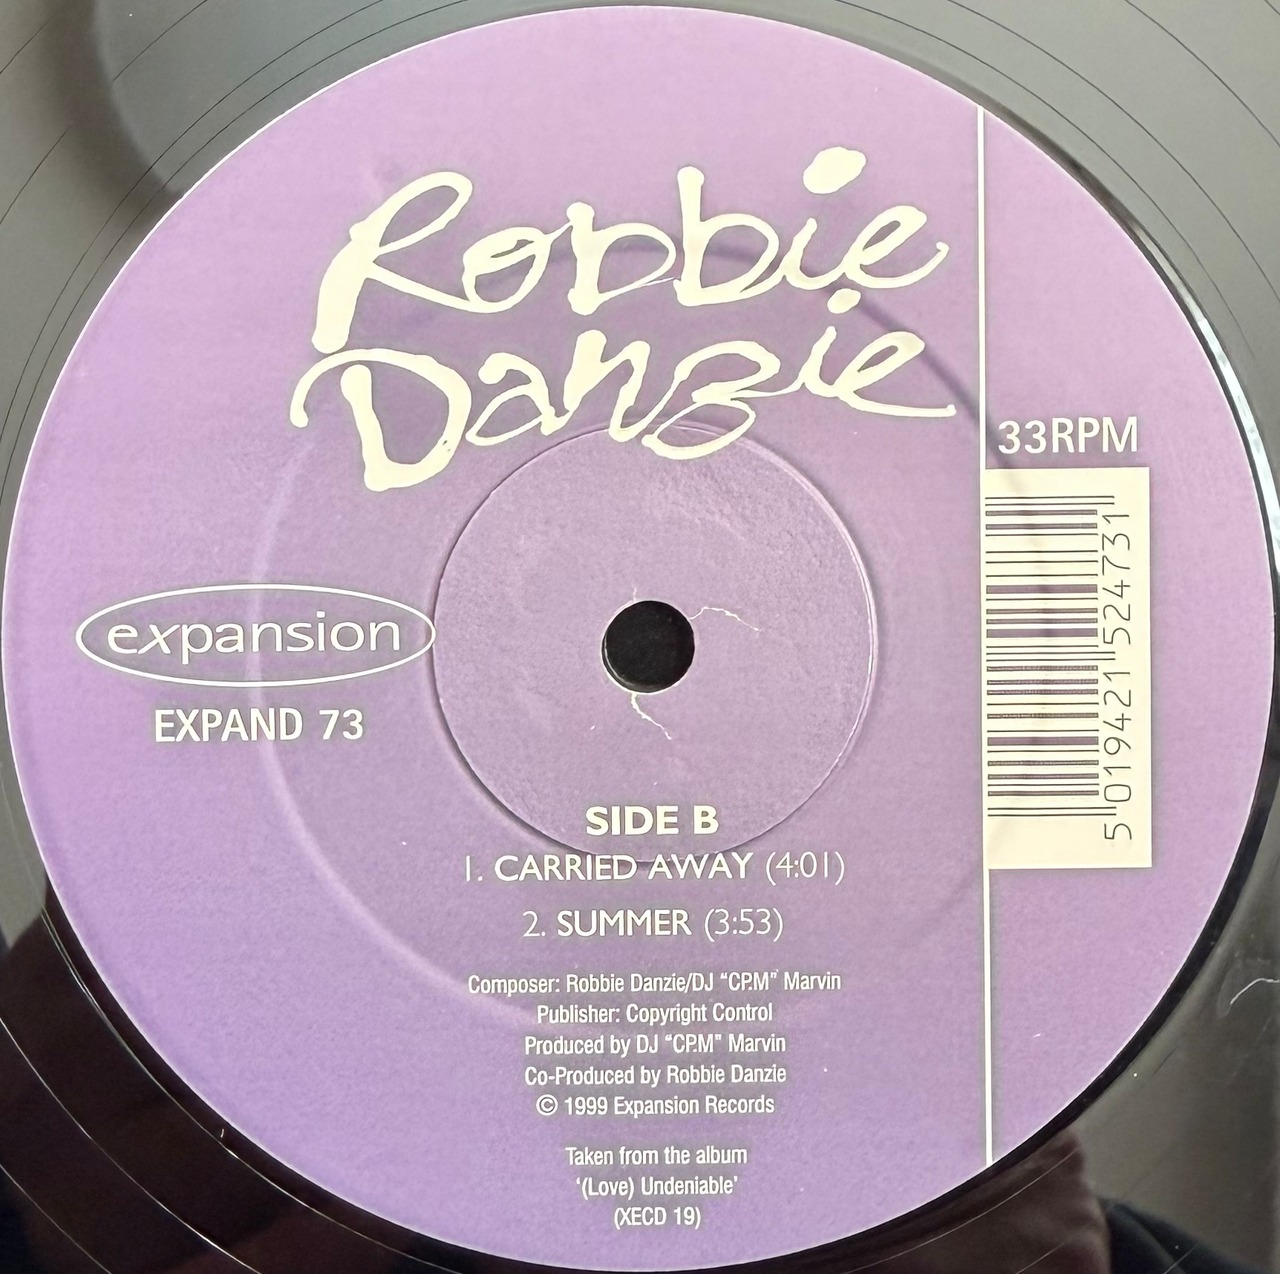 Robbie
Danzie
33RPM
5 019421 524731
expansion
EXPAND 73
SIDE B
1. CARRIED AWAY (4:01)
2. SUMMER (3:53)
Composer: Robbie Danzie/DJ "CP.M" Marvin
Publisher: Copyright Control
Produced by DJ "CP.M" Marvin
Co-Produced by Robbie Danzie
© 1999 Expansion Records
Taken from the album
'(Love) Undeniable'
(XECD 19)